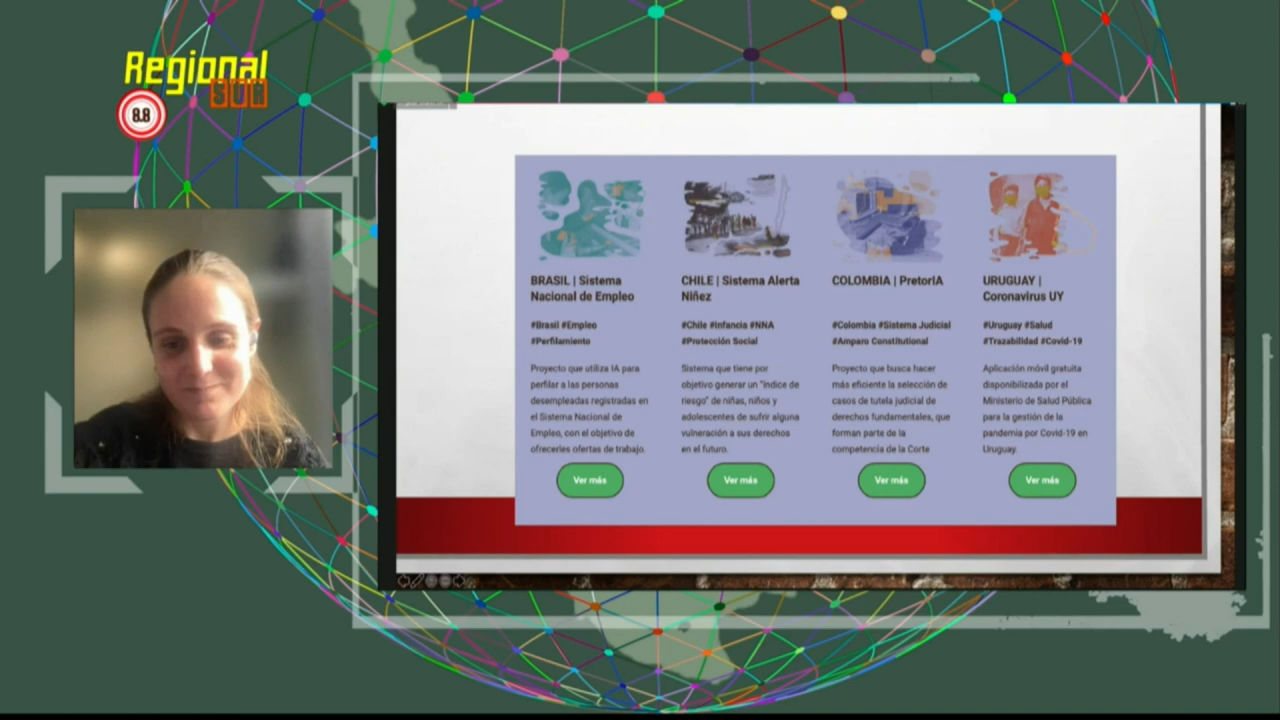 Regional
SUR
8.8
BRASIL | Sistema
Nacional de Empleo
#Brasil #Empleo
#Perfilamiento
Proyecto que utiliza IA para
perfilar a las personas
desempleadas registradas en
el Sistema Nacional de
Empleo, con el objetivo de
ofrecerles ofertas de trabajo.
Ver más
CHILE | Sistema Alerta
Niñez
#Chile #Infancia #NNA
#Protección Social
Sistema que tiene por
objetivo generar un "índice de
riesgo" de niñas, niños y
adolescentes de sufrir alguna
vulneración a sus derechos
en el futuro.
Ver más
COLOMBIA | PretorIA
#Colombia #Sistema Judicial
#Amparo Constitutional
Proyecto que busca hacer
más eficiente la selección de
casos de tutela judicial de
derechos fundamentales, que
forman parte de la
competencia de la Corte
Ver más
URUGUAY |
Coronavirus UY
#Uruguay #Salud
#Trazabilidad #Covid-19
Aplicación móvil gratuita
disponibilizada por el
Ministerio de Salud Pública
para la gestión de la
pandemia por Covid-19 en
Uruguay.
Ver más